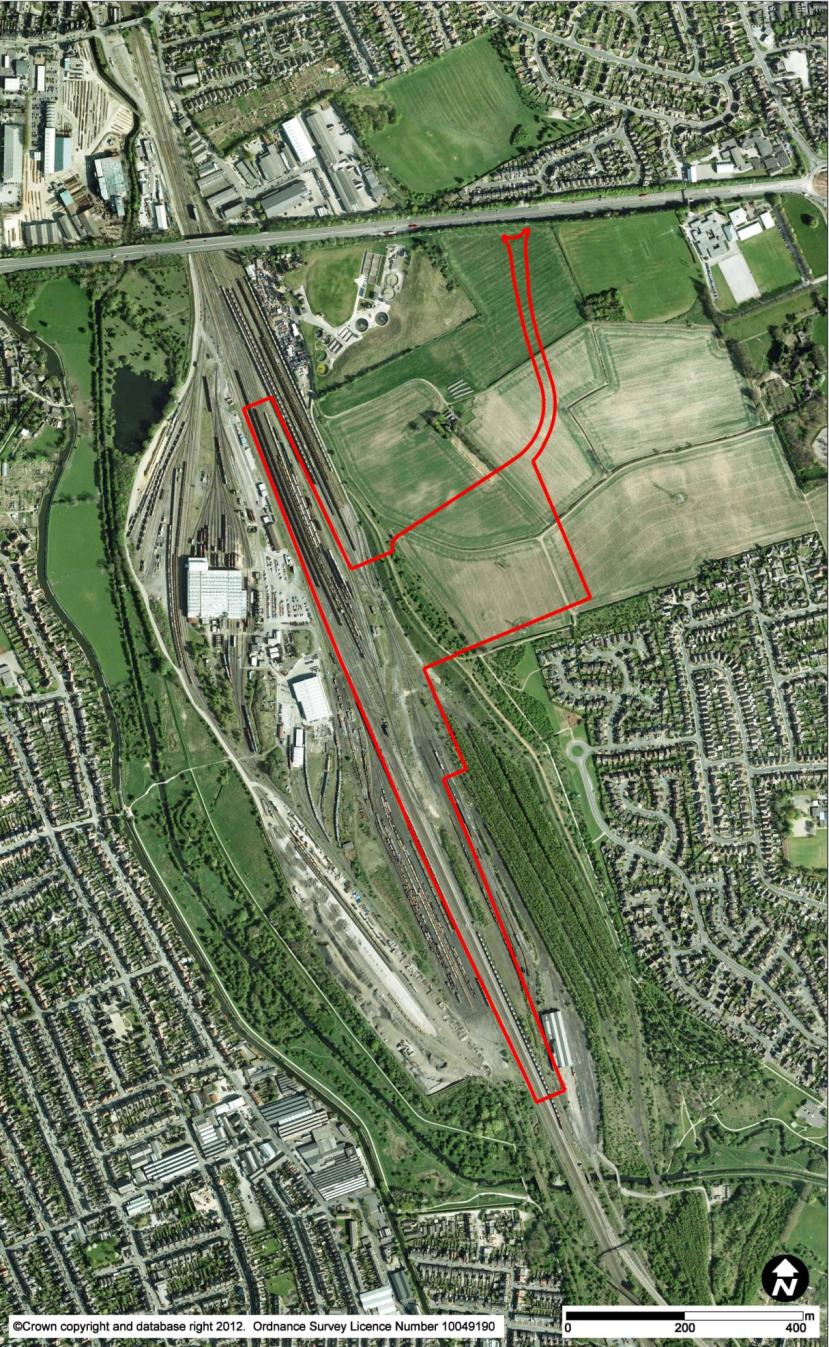 N
m
0 200 400
©Crown copyright and database right 2012. Ordnance Survey Licence Number 10049190